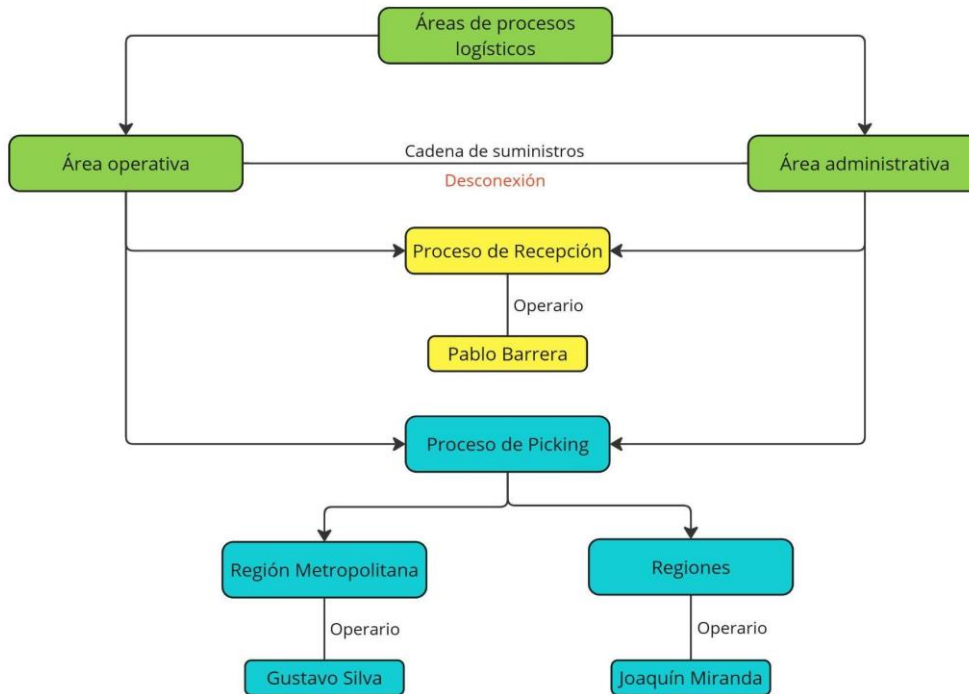 Áreas de procesos
logísticos
Área operativa
Cadena de suministros
Desconexión
Área administrativa
Proceso de Recepción
Operario
Pablo Barrera
Proceso de Picking
Región Metropolitana
Regiones
Operario
Operario
Gustavo Silva
Joaquín Miranda